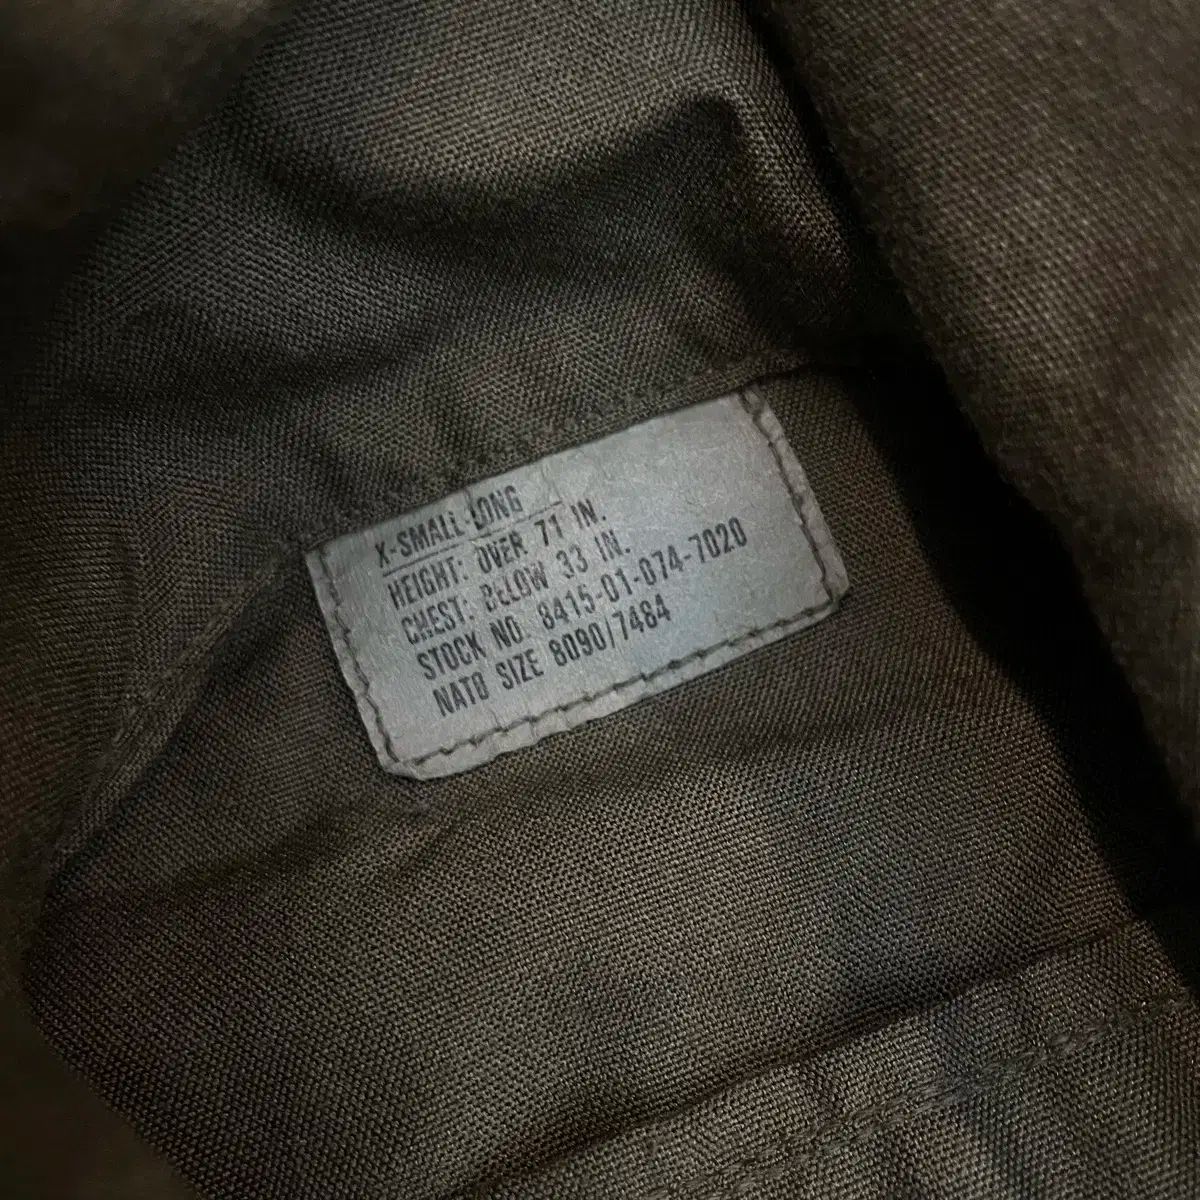 X-SMALL-LONG
HEIGHT: OVER 71 IN.
CHEST: BELOW 33 IN.
STOCK NO. 8415-01-074-7020
NATO SIZE 8090/7484